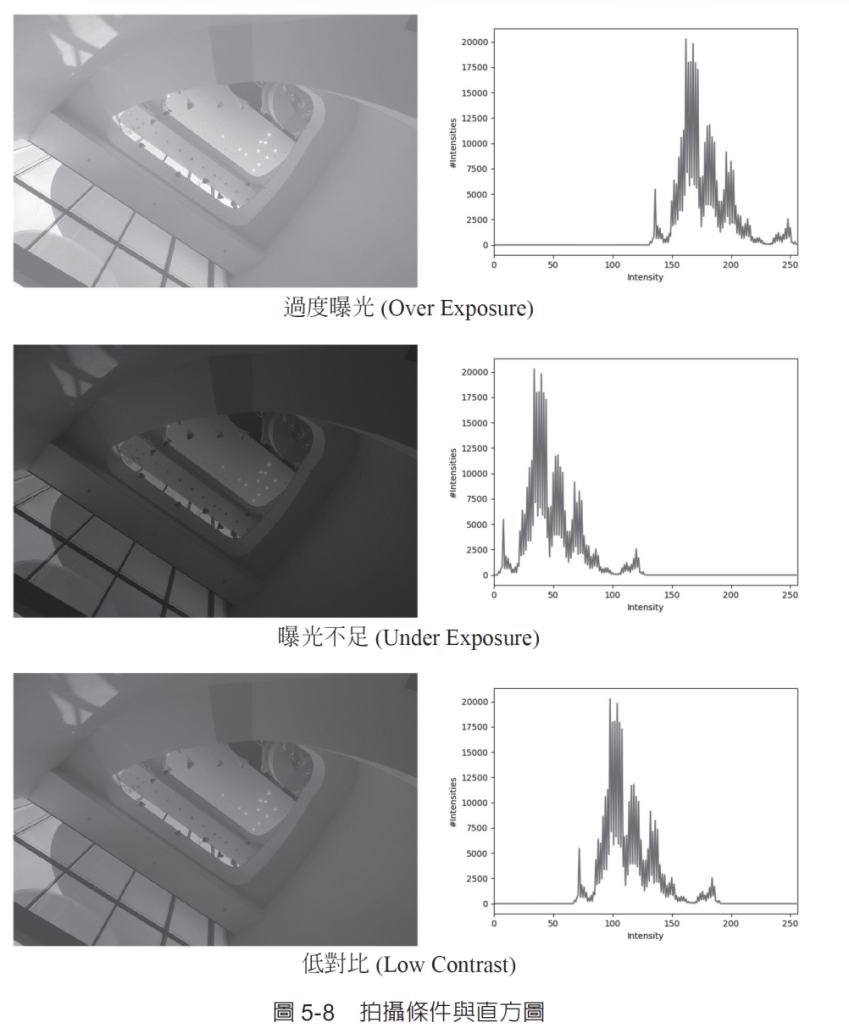 20000
17500
15000
12500
10000
7500
5000
2500
0
#Intensities
0 50 100 150 200 250
Intensity
過度曝光 (Over Exposure)
20000
17500
15000
12500
10000
7500
5000
2500
0
#Intensities
0 50 100 150 200 250
Intensity
曝光不足 (Under Exposure)
20000
17500
15000
12500
10000
7500
5000
2500
0
#Intensities
0 50 100 150 200 250
Intensity
低對比 (Low Contrast)
圖 5-8 拍攝條件與直方圖